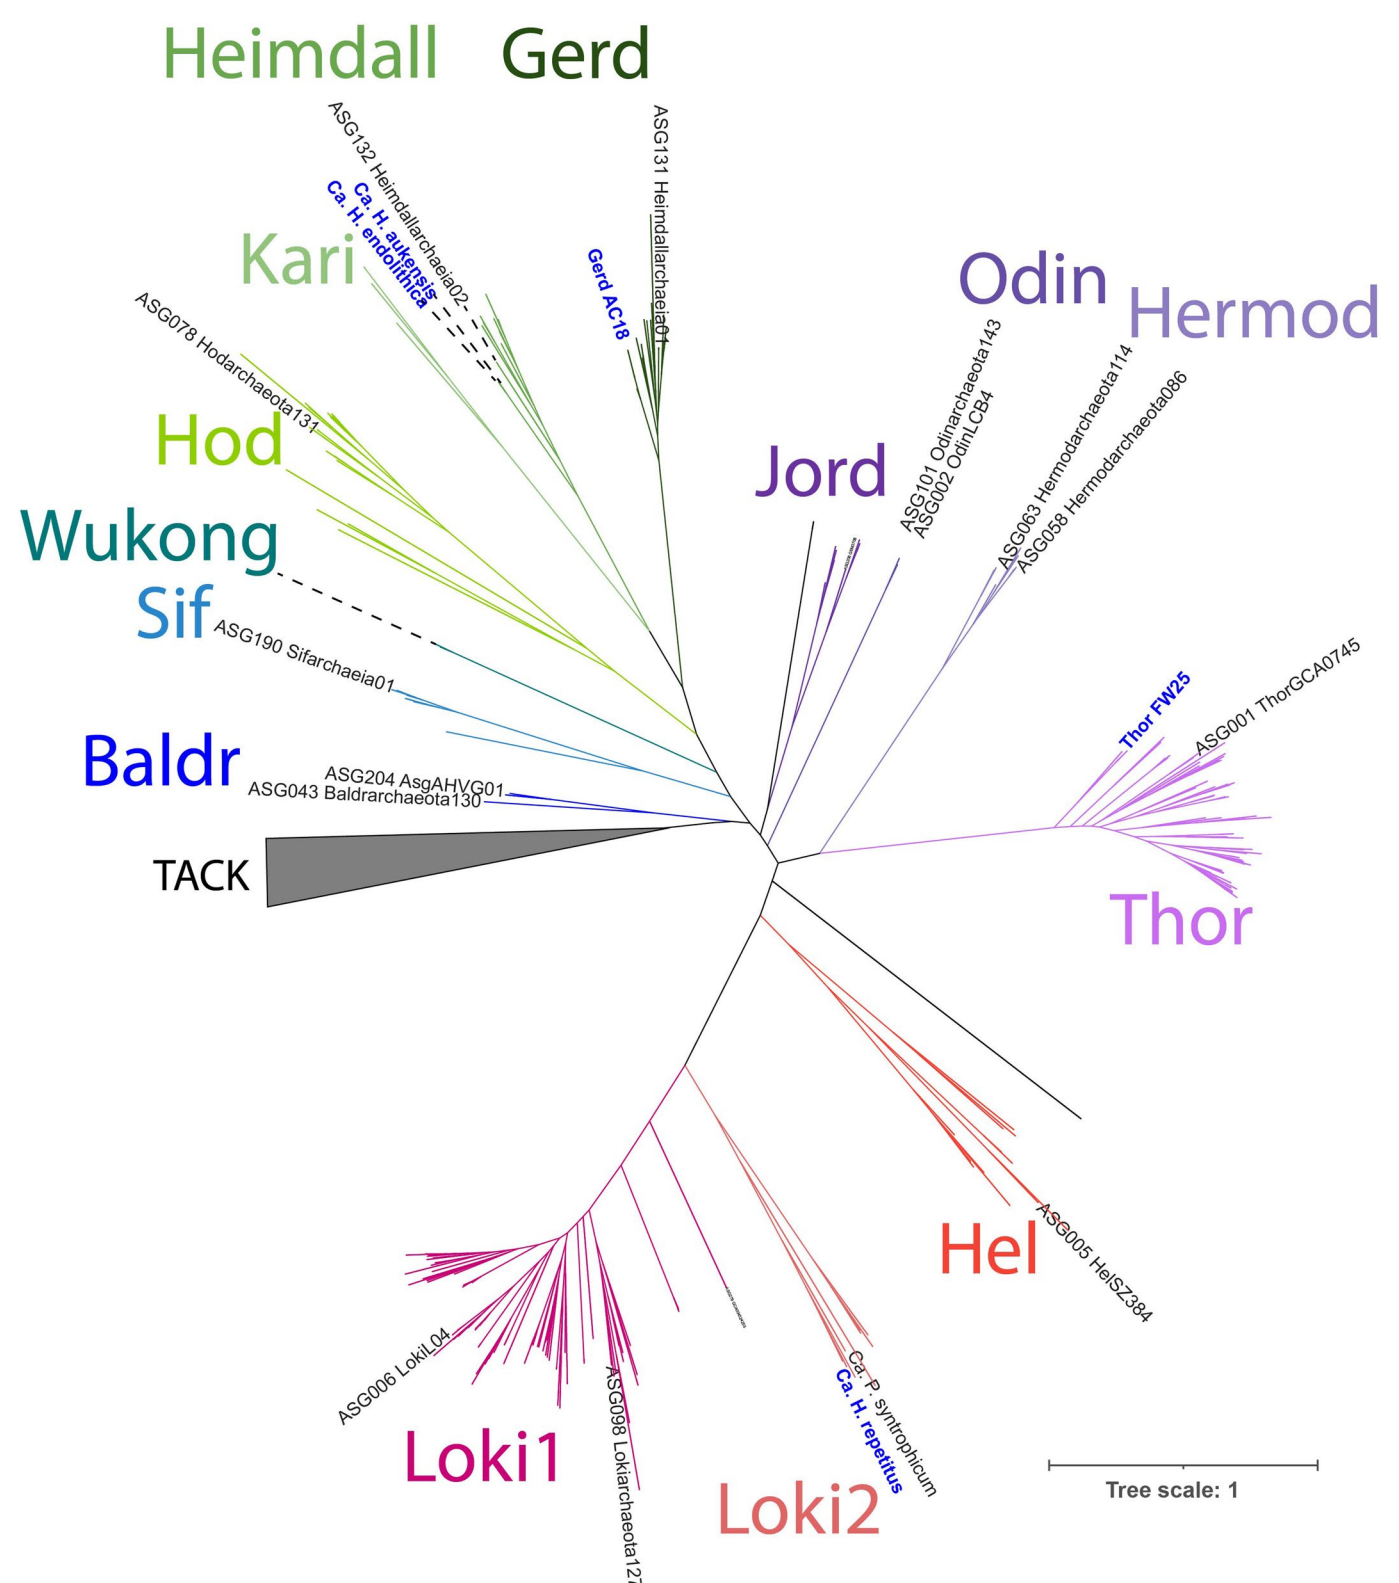 Heimdall
Gerd
ASG132 Heimdallarchaeia02
ASG131 Heimdallarchaeia01
Ca. H. aukensis
Ca. H. endolithica
Kari
Gerd AC18
Odin
Hermod
ASG078 Hodarchaeota131
ASG101 Odinarchaeota143
ASG002 OdinLCB4
ASG063 Hermodarchaeota114
ASG058 Hermodarchaeota086
Hod
Jord
Wukong
Sif
ASG190 Sifarchaeia01
Thor FW25
ASG001 ThorGCA0745
Baldr
ASG204 AsgAHVG01
ASG043 Baldrarchaeota130
TACK
Thor
Hel
ASG005 HelSZ384
ASG006 LokiL04
Loki1
ASG098 Lokiarchaeota127
Ca. P. syntrophicum
Ca. H. repetitus
Loki2
Tree scale: 1